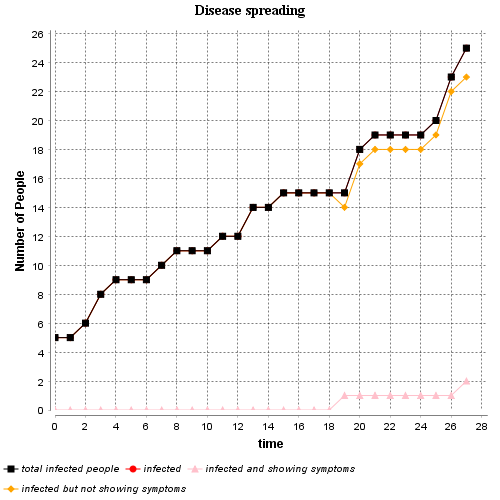 Disease spreading
26
24
22
20
18
16
14
12
10
8
6
4
2
0
Number of People
0 2 4 6 8 10 12 14 16 18 20 22 24 26 28
time
total infected people infected infected and showing symptoms
infected but not showing symptoms